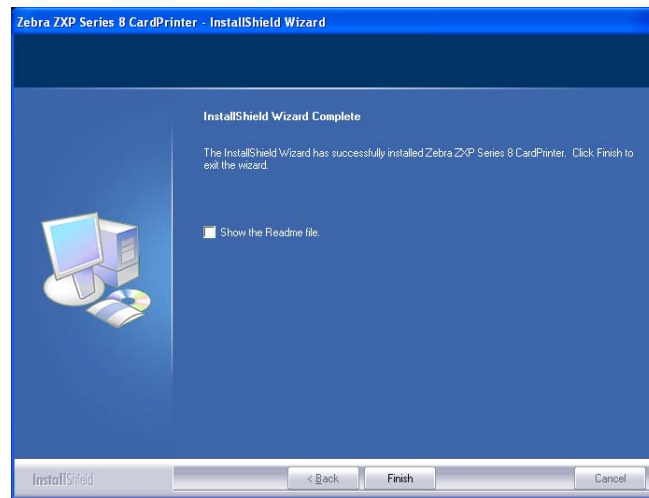 Zebra ZXP Series 8 CardPrinter - InstallShield Wizard
InstallShield Wizard Complete
The InstallShield Wizard has successfully installed Zebra ZXP Series 8 CardPrinter. Click Finish to
exit the wizard.
Show the Readme file.
InstallShield
< Back
Finish
Cancel